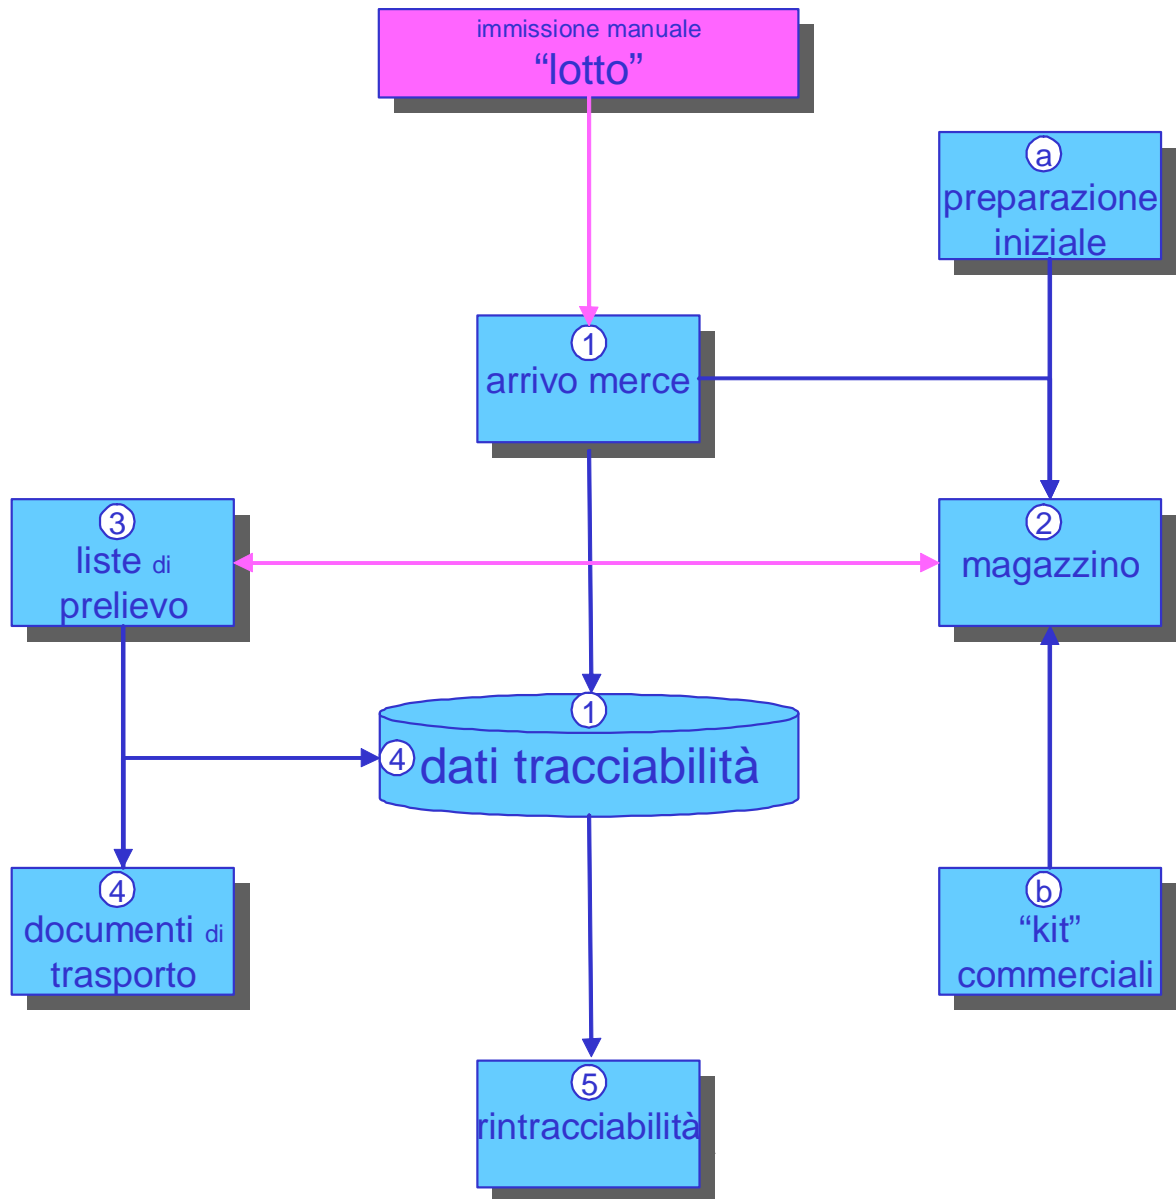 immissione manuale
“lotto”
a
preparazione
iniziale
1
arrivo merce
3
liste di
prelievo
2
magazzino
1
4 dati tracciabilità
4
documenti di
trasporto
b
“kit”
commerciali
5
rintracciabilità